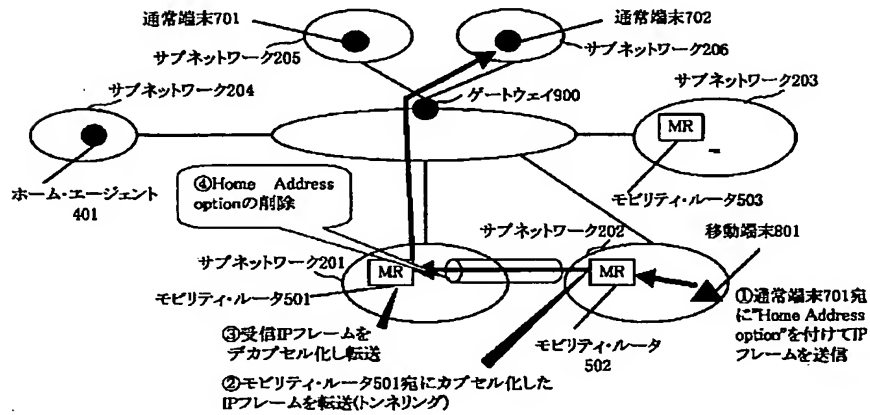 通常端末701
通常端末702
サブネットワーク205
サブネットワーク206
サブネットワーク204
ゲートウェイ900
サブネットワーク203
MR
ホーム・エージェント
401
④Home Address
optionの削除
モビリティ・ルータ503
サブネットワーク202
移動端末801
サブネットワーク201
MR
MR
モビリティ・ルータ501
①通常端末701宛
に"Home Address
option"を付けてIP
フレームを送信
③受信IPフレームを
デカプセル化し転送
モビリティ・ルータ
502
②モビリティ・ルータ501宛にカプセル化した
IPフレームを転送(トンネリング)